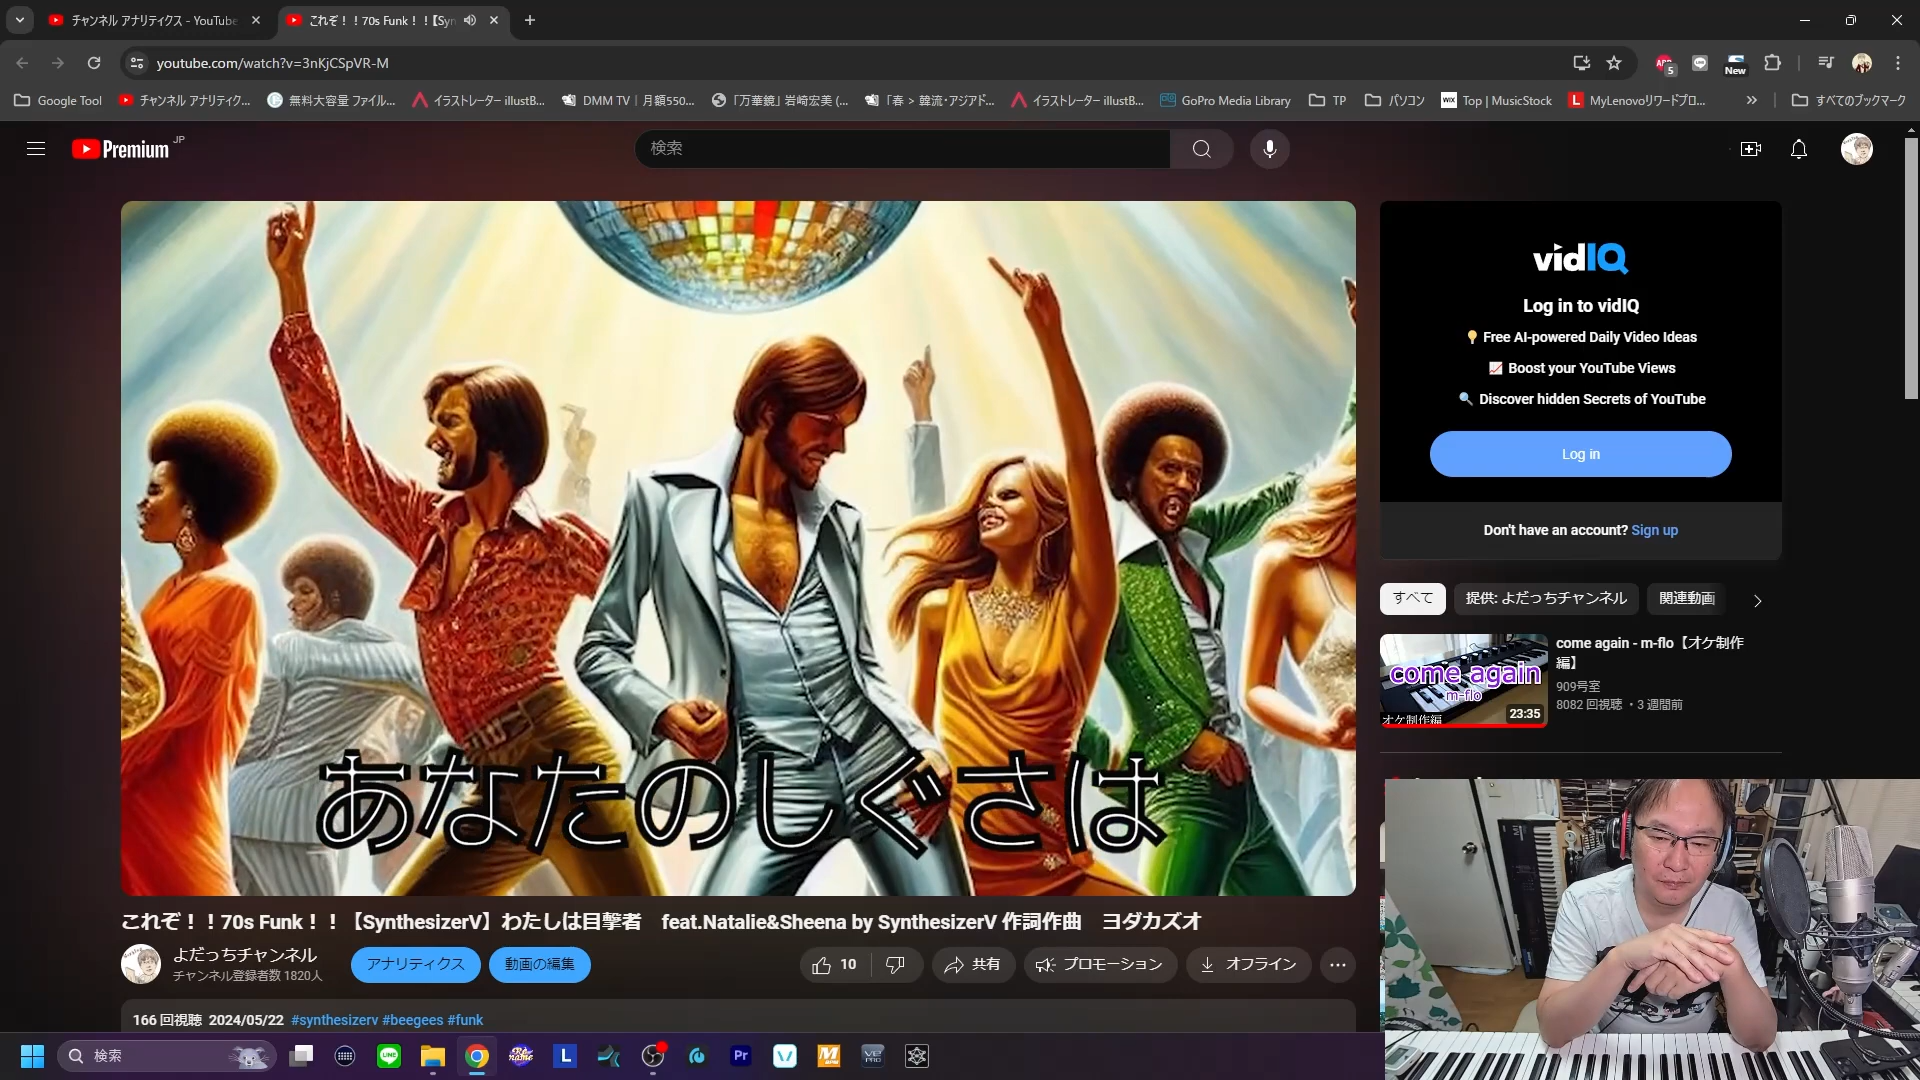 チャンネル アナリティクス - YouTube
これぞ！！70s Funk！！【Syn
youtube.com/watch?v=3nKjCSpVR-M
5
New
Google Tool
チャンネル アナリティク...
無料大容量 ファイル...
イラストレーター illustB...
DMM TV｜月額550...
「万華鏡」岩崎宏美 (...
「春 > 韓流･アジアド...
イラストレーター illustB...
GoPro Media Library
TP
パソコン
WIX
Top | MusicStock
L
MyLenovoリワードプロ...
すべてのブックマーク
Premium
JP
検索
あなたのしぐさは
vidIQ
Log in to vidIQ
Free AI-powered Daily Video Ideas
Boost your YouTube Views
Discover hidden Secrets of YouTube
Log in
Don't have an account? Sign up
すべて
提供: よだっちチャンネル
関連動画
come again
m-flo
オケ制作編
23:35
come again - m-flo【オケ制作
編】
909号室
8082 回視聴 ・3 週間前
これぞ！！70s Funk！！【SynthesizerV】わたしは目撃者　feat.Natalie&Sheena by SynthesizerV 作詞作曲　ヨダカズオ
よだっちチャンネル
チャンネル登録者数 1820人
アナリティクス
動画の編集
10
共有
プロモーション
オフライン
166 回視聴 2024/05/22 #synthesizerv #beegees #funk
検索
LINE
L
Pr